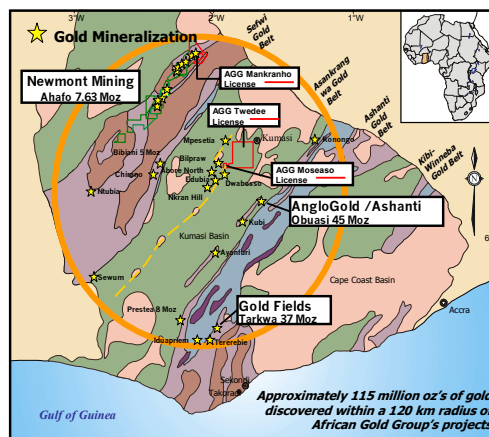 2°W
1°W
Gold Mineralization
Sefwi
Gold
Belt
Newmont Mining
Ahafo 7.63 Moz
AGG Mankranho
License
Asankrang
wa Gold
Belt
AGG Twedee
License
Ashanti
Gold
Belt
Kibi-
Winneba
Gold Belt
Mpesetia
Kumasi
Konongo
Bibiani 5 Moz
Bilpraw
AGG Moseaso
License
Chirano
Abore North
Edubia
Dwabosso
Ntubia
Nkran Hill
AngloGold /Ashanti
Obuasi 45 Moz
Kubi
Kumasi Basin
Ayanfuri
6
Sewum
Cape Coast Basin
Prestea 8 Moz
Gold Fields
Tarkwa 37 Moz
Accra
Iduapriem
Tererebie
Sekondi
Takoradi
Gulf of Guinea
Approximately 115 million oz's of gold
discovered within a 120 km radius of
African Gold Group's projects